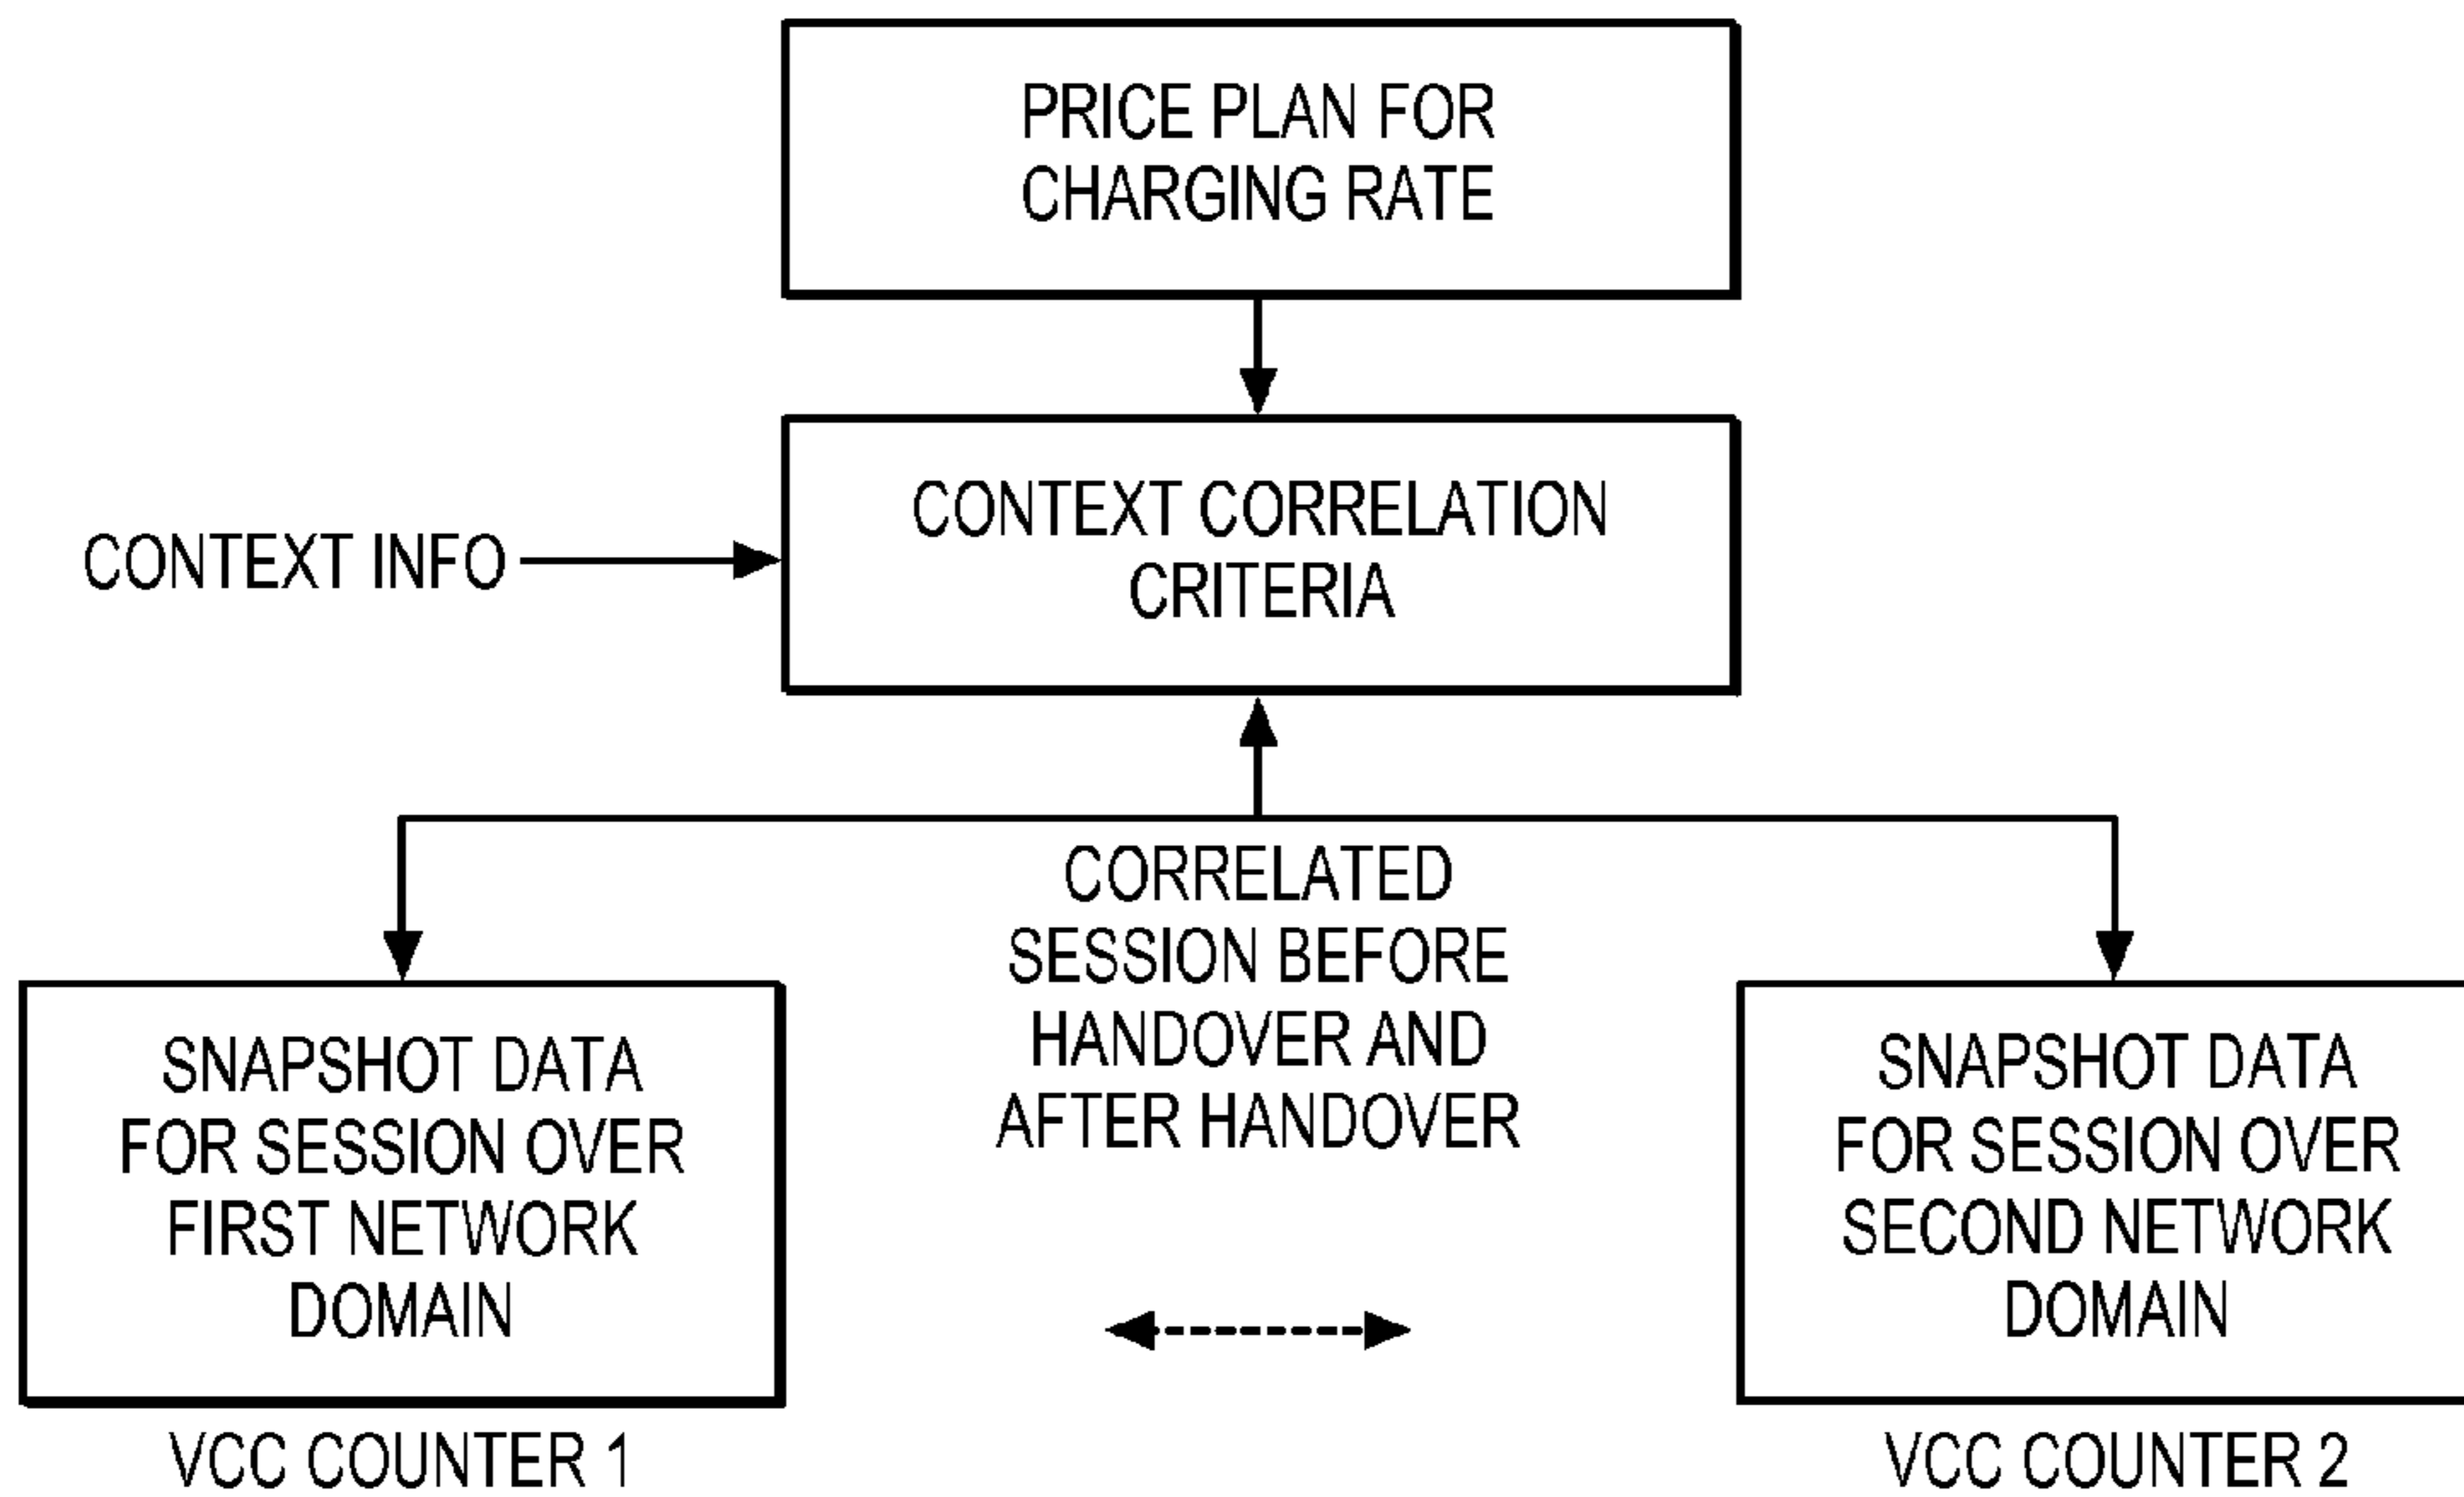 PRICE PLAN FOR
CHARGING RATE
CONTEXT INFO
CONTEXT CORRELATION
CRITERIA
CORRELATED
SESSION BEFORE
HANDOVER AND
AFTER HANDOVER
SNAPSHOT DATA
FOR SESSION OVER
FIRST NETWORK
DOMAIN
VCC COUNTER 1
SNAPSHOT DATA
FOR SESSION OVER
SECOND NETWORK
DOMAIN
VCC COUNTER 2